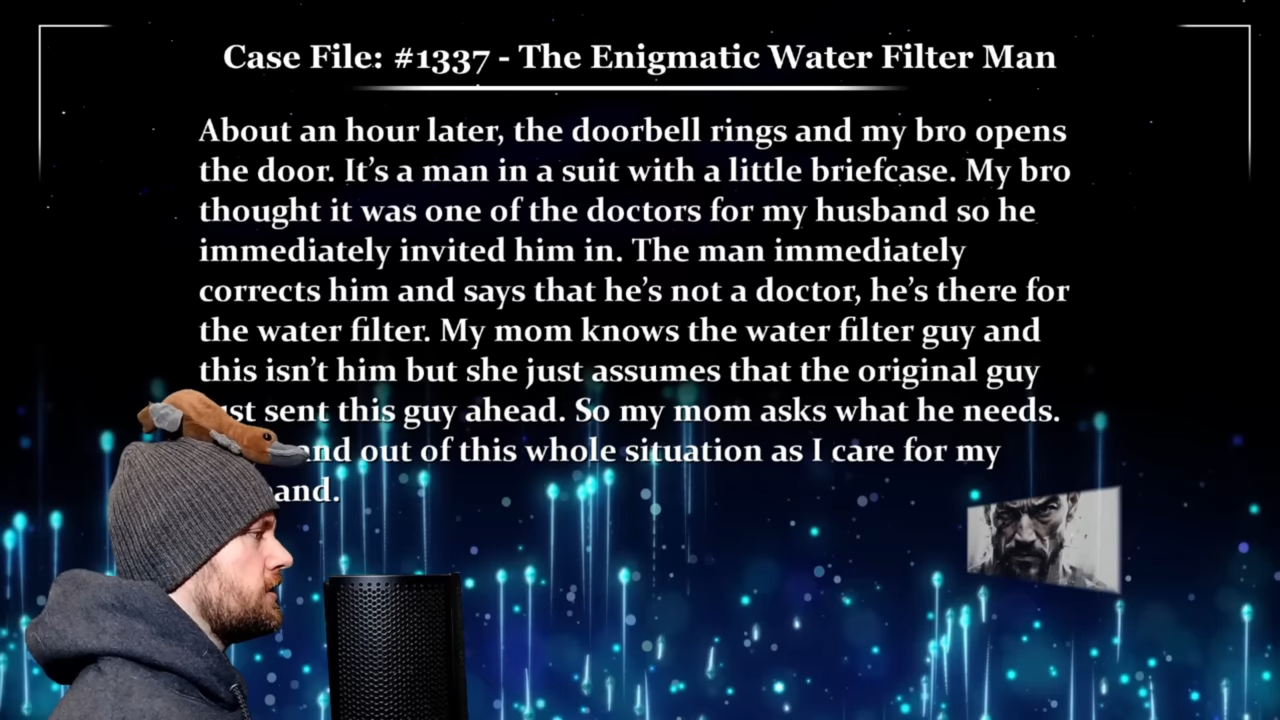 Case File: #1337 - The Enigmatic Water Filter Man
About an hour later, the doorbell rings and my bro opens
the door. It’s a man in a suit with a little briefcase. My bro
thought it was one of the doctors for my husband so he
immediately invited him in. The man immediately
corrects him and says that he’s not a doctor, he’s there for
the water filter. My mom knows the water filter guy and
this isn’t him but she just assumes that the original guy
sent this guy ahead. So my mom asks what he needs.
out of this whole situation as I care for my